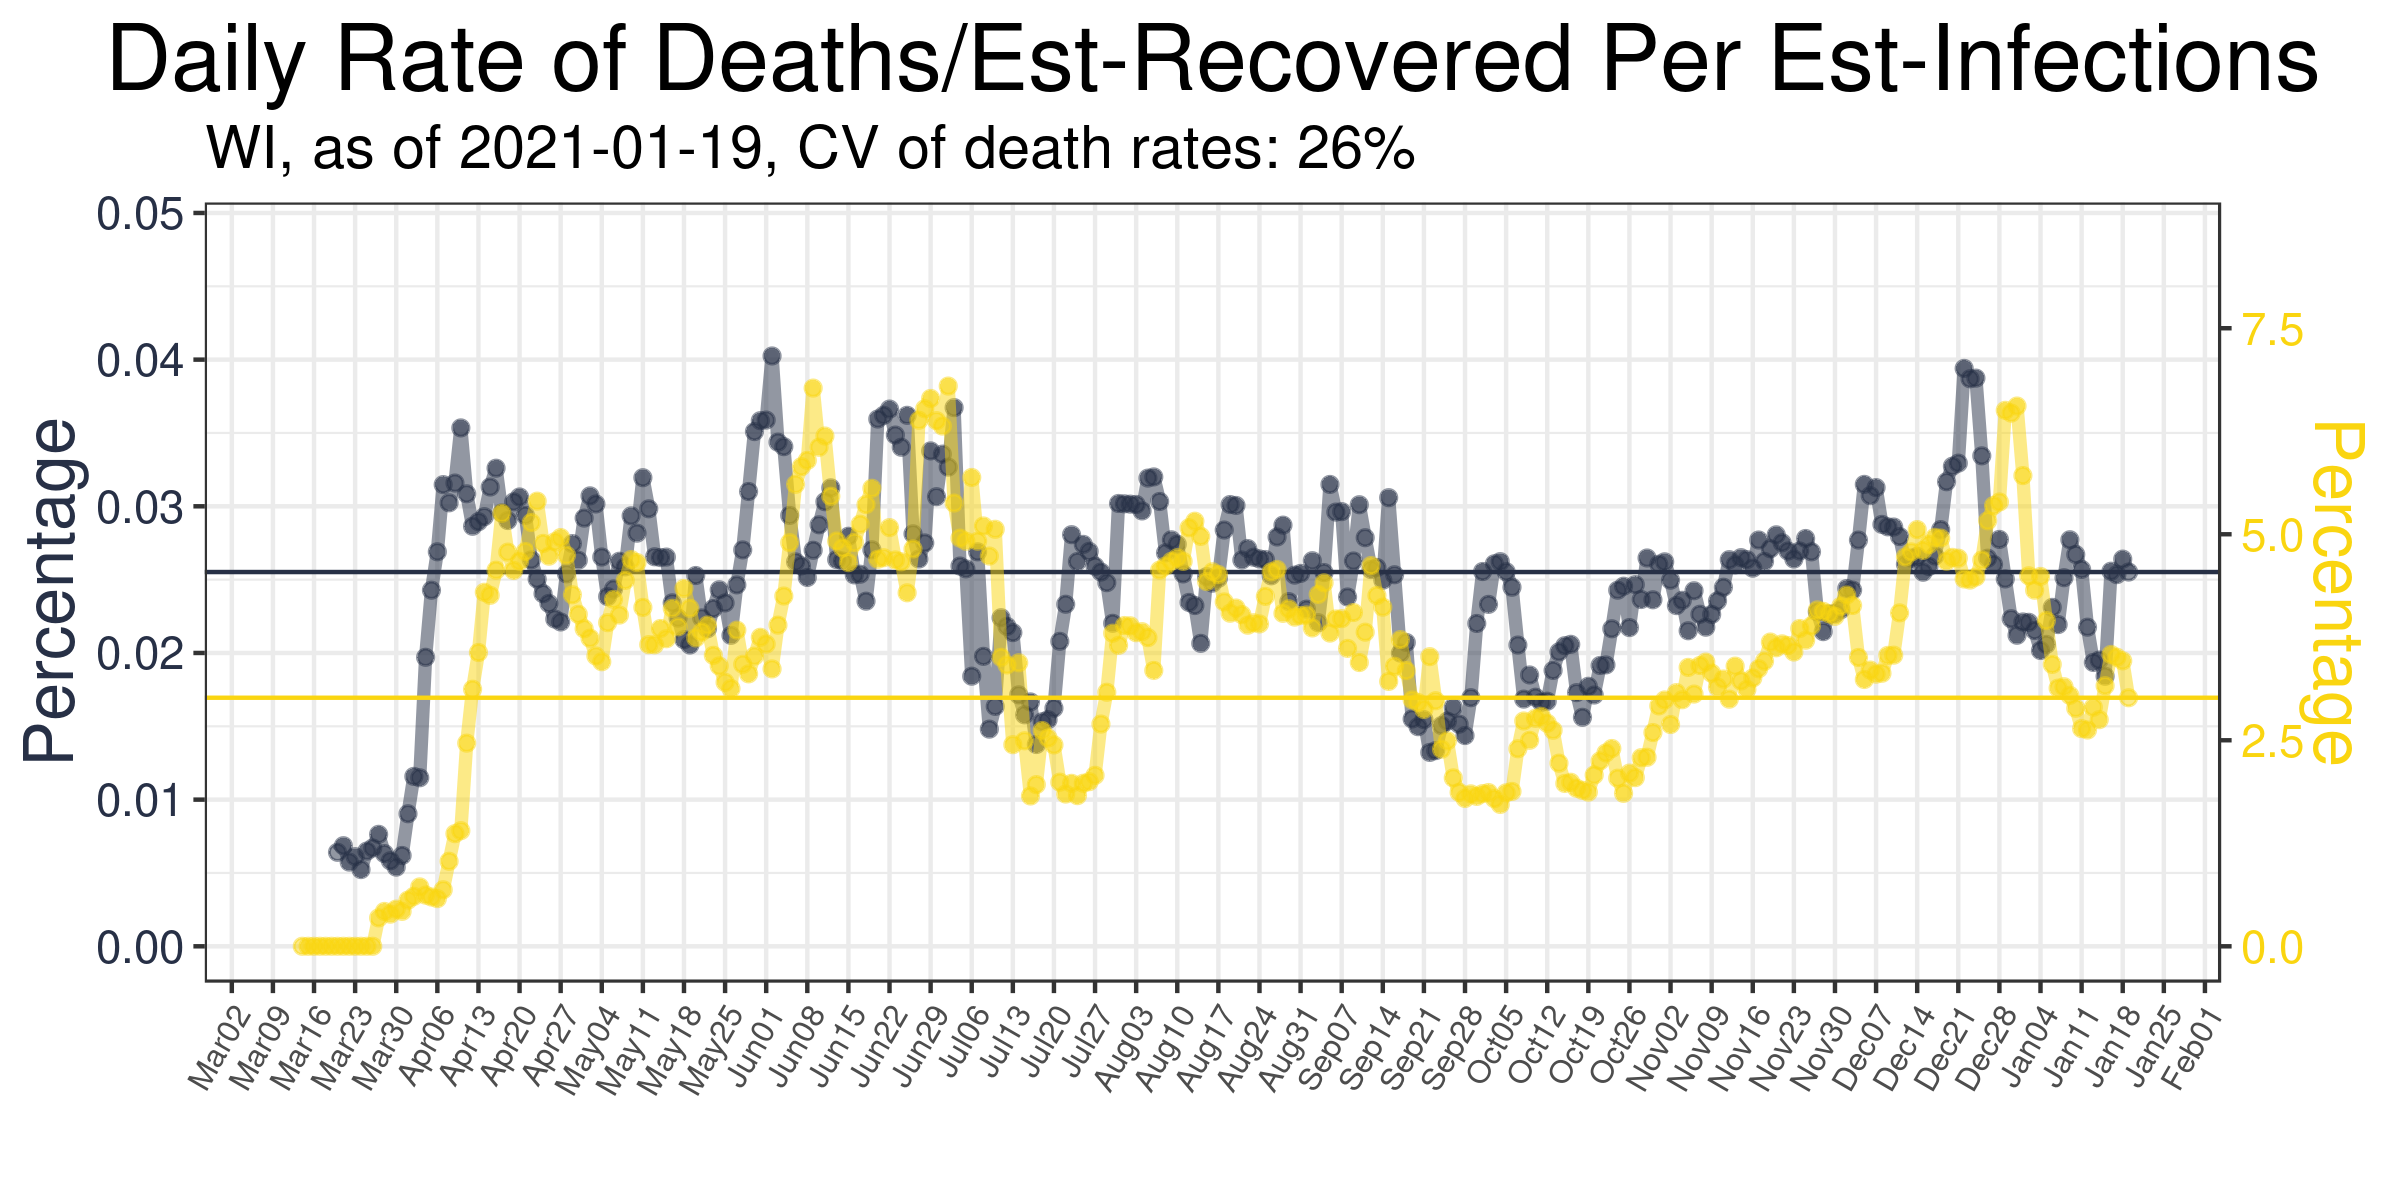 Daily Rate of Deaths/Est-Recovered Per Est-Infections
WI, as of 2021-01-19, CV of death rates: 26%
Percentage
0.05
0.04
0.03
0.02
0.01
0.00
7.5
5.0
2.5
0.0
Percentage
Mar02
Mar09
Mar16
Mar23
Mar30
Apr06
Apr13
Apr20
Apr27
May04
May11
May18
May25
Jun01
Jun08
Jun15
Jun22
Jun29
Jul06
Jul13
Jul20
Jul27
Aug03
Aug10
Aug17
Aug24
Aug31
Sep07
Sep14
Sep21
Sep28
Oct05
Oct12
Oct19
Oct26
Nov02
Nov09
Nov16
Nov23
Nov30
Dec07
Dec14
Dec21
Dec28
Jan04
Jan11
Jan18
Jan25
Feb01